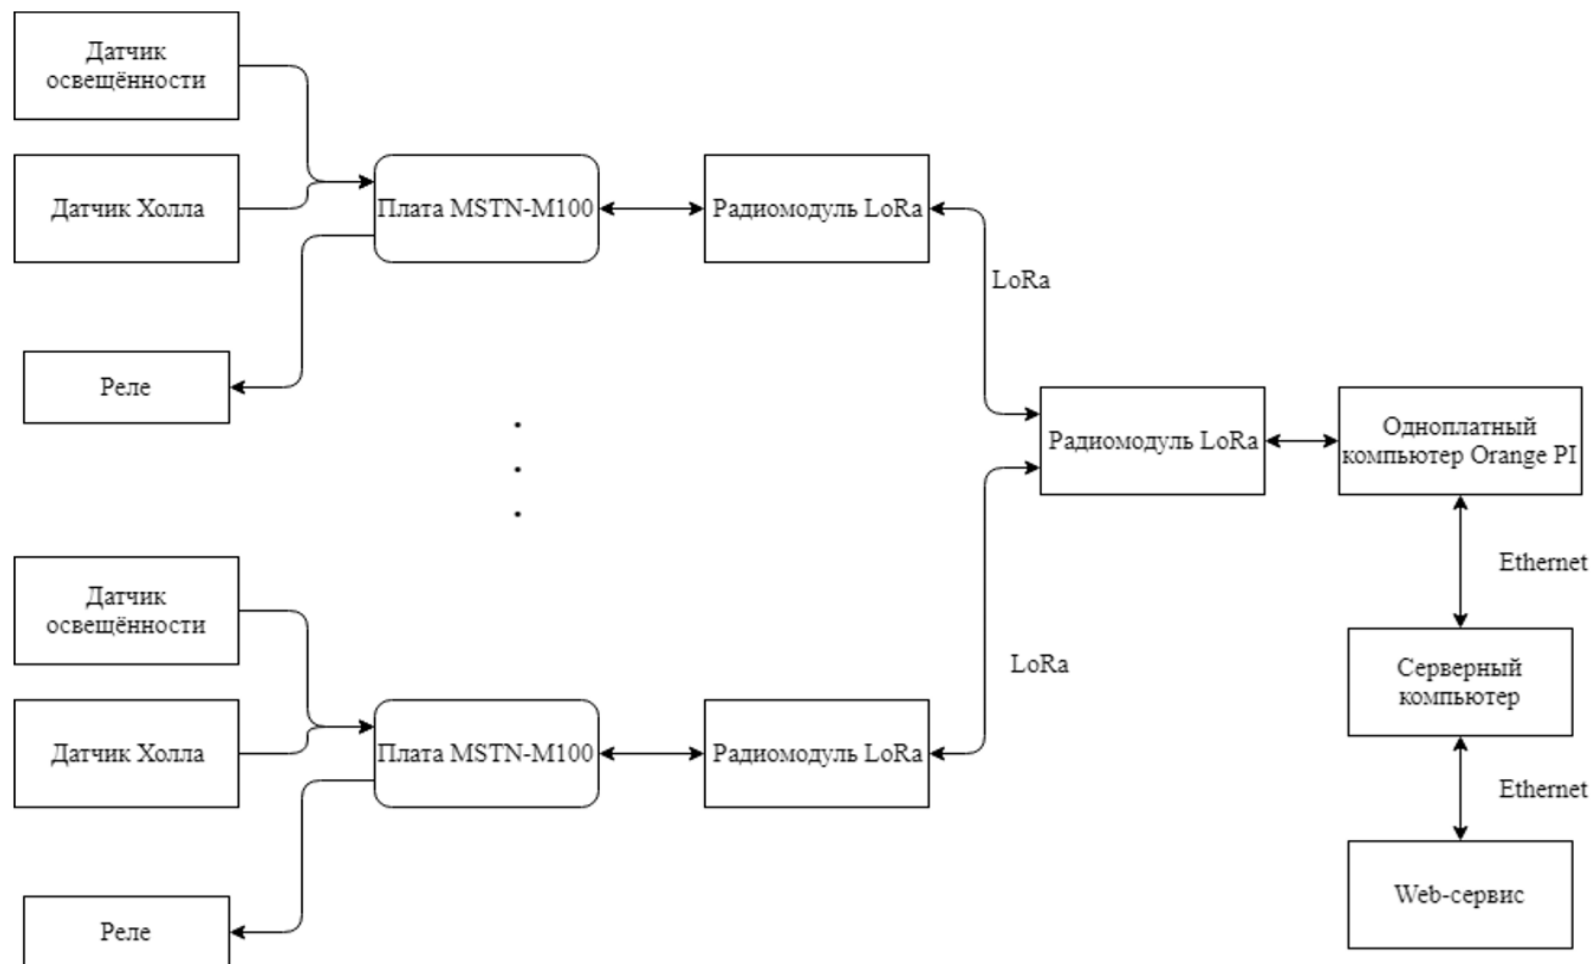 Датчик
освещённости
Датчик Холла
Плата MSTN-M100
Радиомодуль LoRa
LoRa
Реле
Радиомодуль LoRa
Одноплатный
компьютер Orange PI
Ethernet
Датчик
освещённости
LoRa
Серверный
компьютер
Датчик Холла
Плата MSTN-M100
Радиомодуль LoRa
Ethernet
Web-сервис
Реле